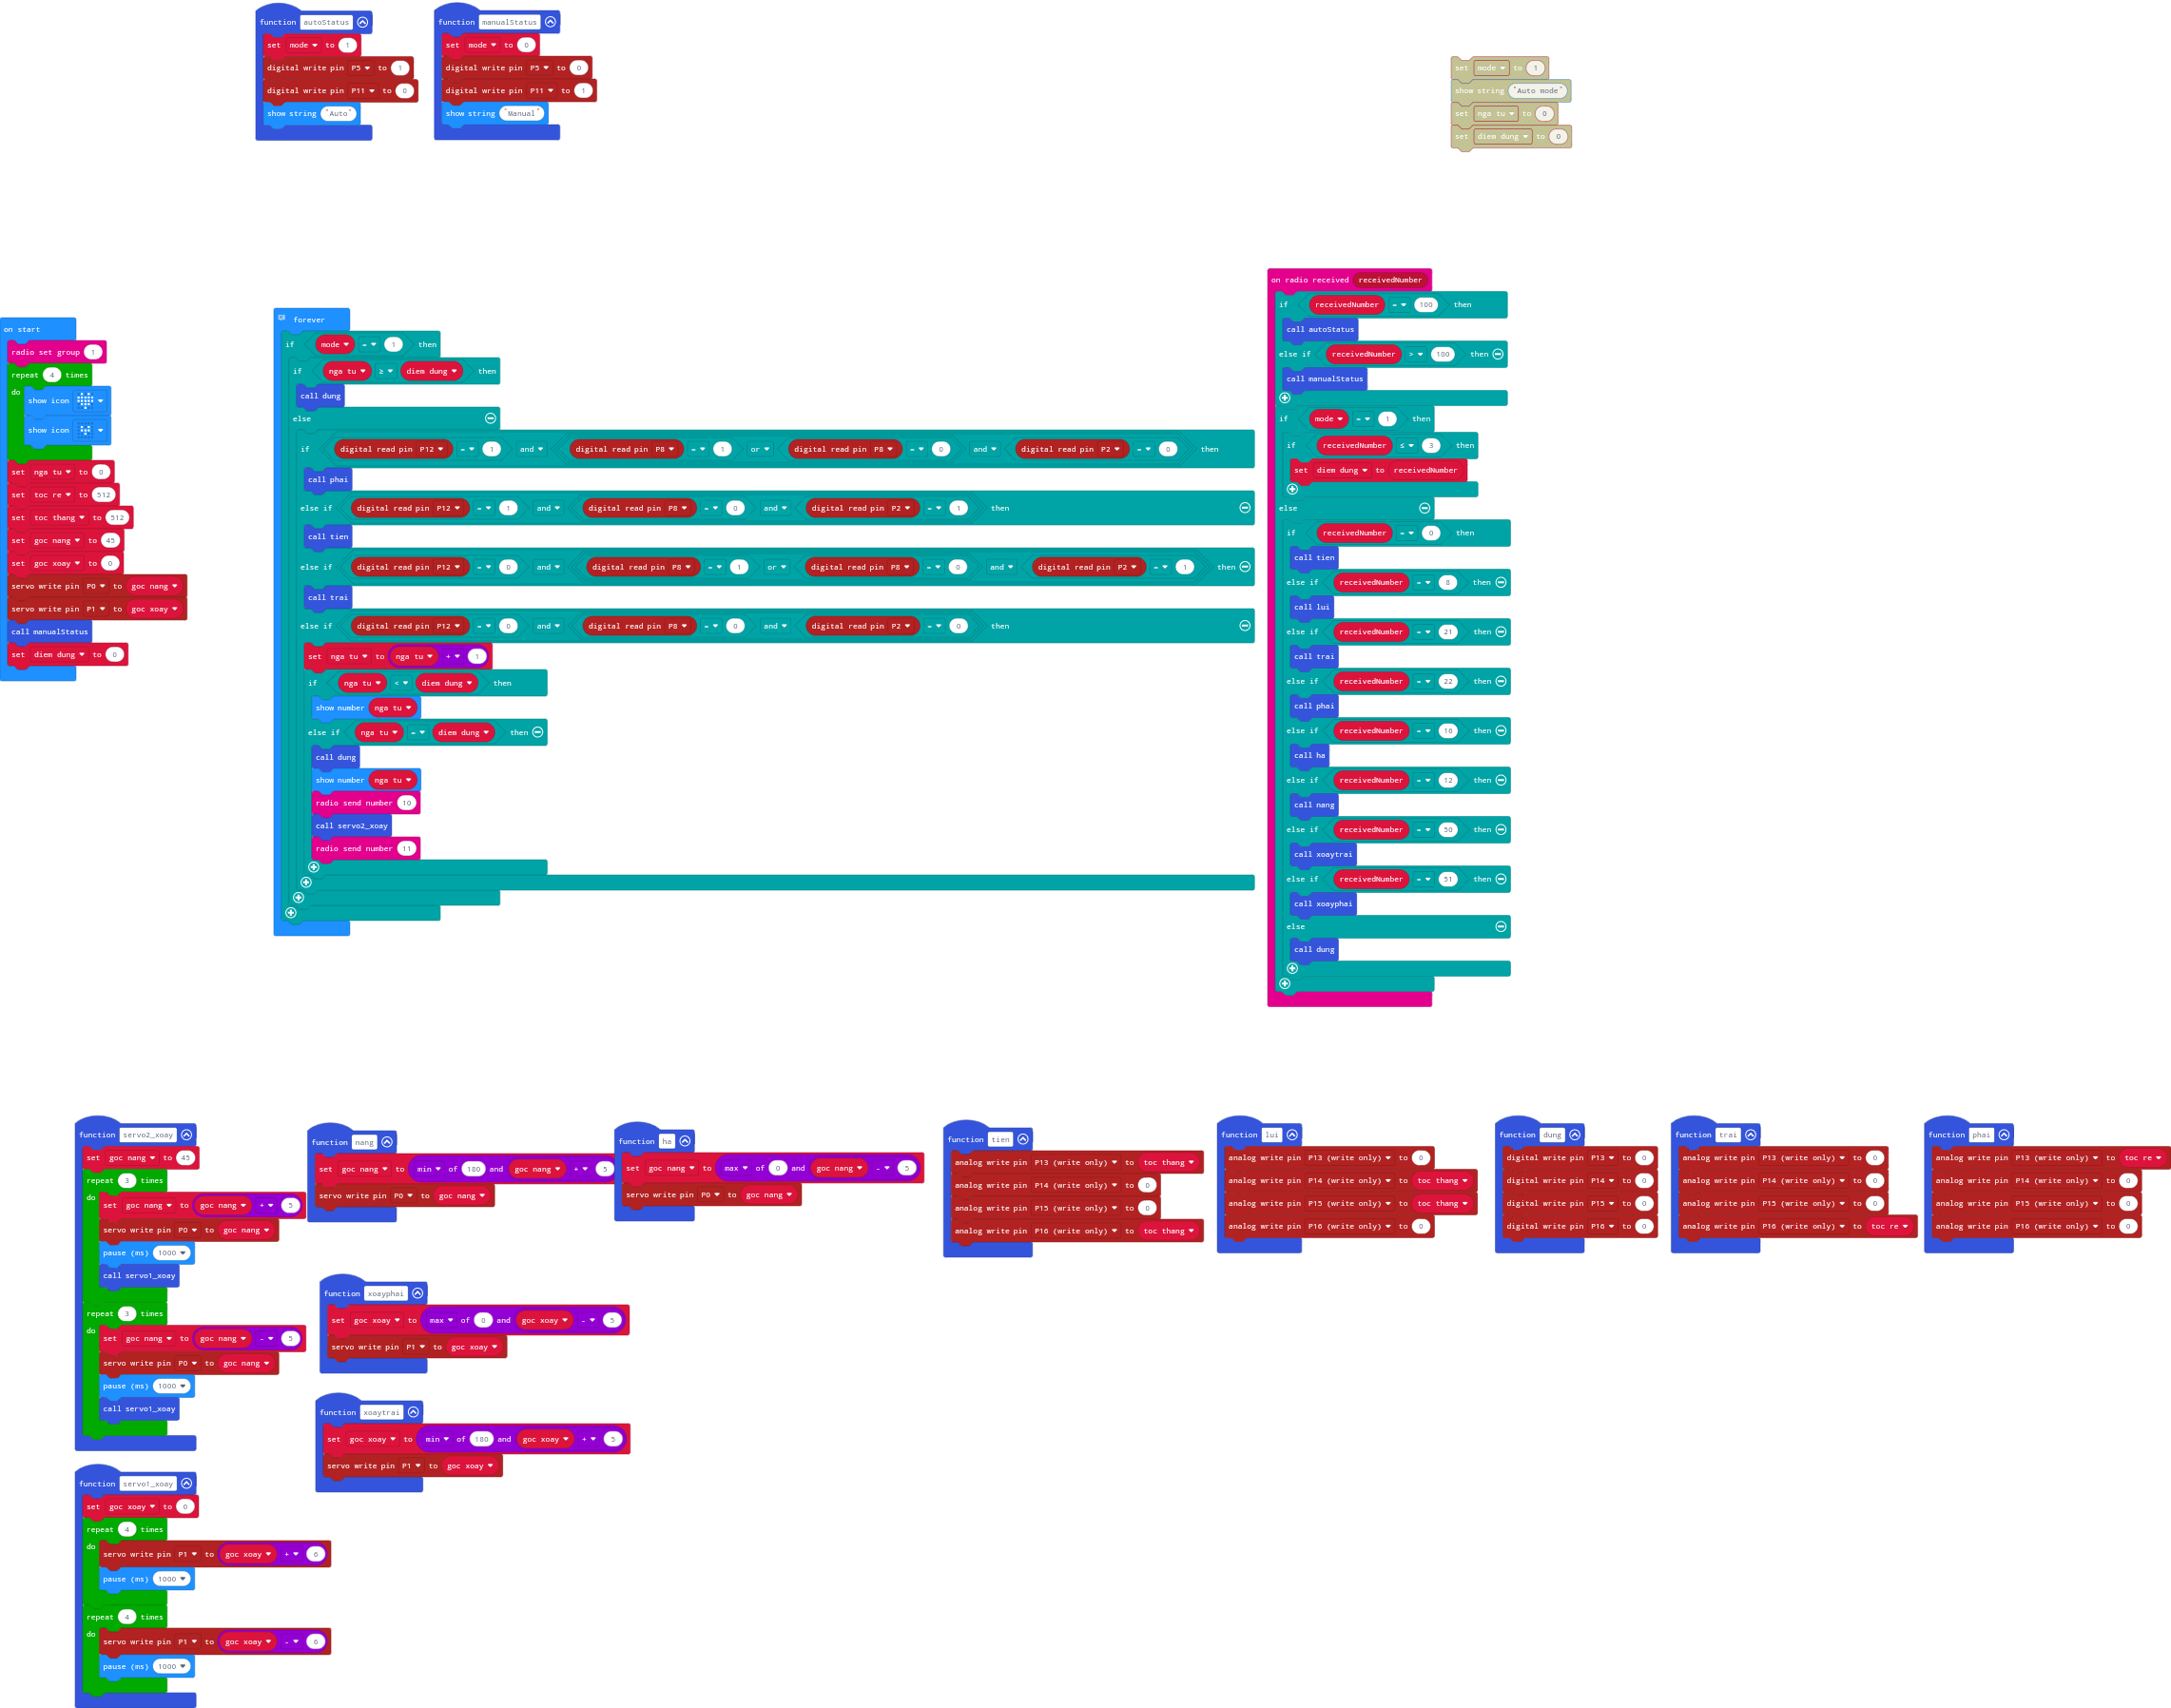 function autoStatus
set mode to 1
digital write pin P5 to 1
digital write pin P11 to 0
show string "Auto"
function manualStatus
set mode to 0
digital write pin P5 to 0
digital write pin P11 to 1
show string "Manual"
set mode to 1
show string "Auto mode"
set nga tu to 0
set diem dung to 0
on start
radio set group 1
repeat 4 times
do show icon
show icon
set nga tu to 0
set toc re to 512
set toc thang to 512
set goc nang to 45
set goc xoay to 0
servo write pin P0 to goc nang
servo write pin P1 to goc xoay
call manualStatus
set diem dung to 0
forever
if mode = 1 then
if nga tu ≥ diem dung then
call dung
else
if digital read pin P12 = 1 and digital read pin P8 = 1 or digital read pin P8 = 0 and digital read pin P2 = 0 then
call phai
else if digital read pin P12 = 1 and digital read pin P8 = 0 and digital read pin P2 = 1 then
call tien
else if digital read pin P12 = 0 and digital read pin P8 = 1 or digital read pin P8 = 0 and digital read pin P2 = 1 then
call trai
else if digital read pin P12 = 0 and digital read pin P8 = 0 and digital read pin P2 = 0 then
set nga tu to nga tu + 1
if nga tu < diem dung then
show number nga tu
else if nga tu = diem dung then
call dung
show number nga tu
radio send number 10
call servo2_xoay
radio send number 11
on radio received receivedNumber
if receivedNumber = 100 then
call autoStatus
else if receivedNumber > 100 then
call manualStatus
if mode = 1 then
if receivedNumber ≤ 3 then
set diem dung to receivedNumber
else
if receivedNumber = 0 then
call tien
else if receivedNumber = 8 then
call lui
else if receivedNumber = 21 then
call trai
else if receivedNumber = 22 then
call phai
else if receivedNumber = 16 then
call ha
else if receivedNumber = 12 then
call nang
else if receivedNumber = 50 then
call xoaytrai
else if receivedNumber = 51 then
call xoayphai
else
call dung
function servo2_xoay
set goc nang to 45
repeat 3 times
do set goc nang to goc nang + 5
servo write pin P0 to goc nang
pause (ms) 1000
call servo1_xoay
repeat 3 times
do set goc nang to goc nang - 5
servo write pin P0 to goc nang
pause (ms) 1000
call servo1_xoay
function nang
set goc nang to min of 180 and goc nang + 5
servo write pin P0 to goc nang
function ha
set goc nang to max of 0 and goc nang - 5
servo write pin P0 to goc nang
function tien
analog write pin P13 (write only) to toc thang
analog write pin P14 (write only) to 0
analog write pin P15 (write only) to 0
analog write pin P16 (write only) to toc thang
function lui
analog write pin P13 (write only) to 0
analog write pin P14 (write only) to toc thang
analog write pin P15 (write only) to toc thang
analog write pin P16 (write only) to 0
function dung
digital write pin P13 to 0
digital write pin P14 to 0
digital write pin P15 to 0
digital write pin P16 to 0
function trai
analog write pin P13 (write only) to 0
analog write pin P14 (write only) to 0
analog write pin P15 (write only) to 0
analog write pin P16 (write only) to toc re
function phai
analog write pin P13 (write only) to toc re
analog write pin P14 (write only) to 0
analog write pin P15 (write only) to 0
analog write pin P16 (write only) to 0
function xoayphai
set goc xoay to max of 0 and goc xoay - 5
servo write pin P1 to goc xoay
function xoaytrai
set goc xoay to min of 180 and goc xoay + 5
servo write pin P1 to goc xoay
function servo1_xoay
set goc xoay to 0
repeat 4 times
do servo write pin P1 to goc xoay + 6
pause (ms) 1000
repeat 4 times
do servo write pin P1 to goc xoay - 6
pause (ms) 1000